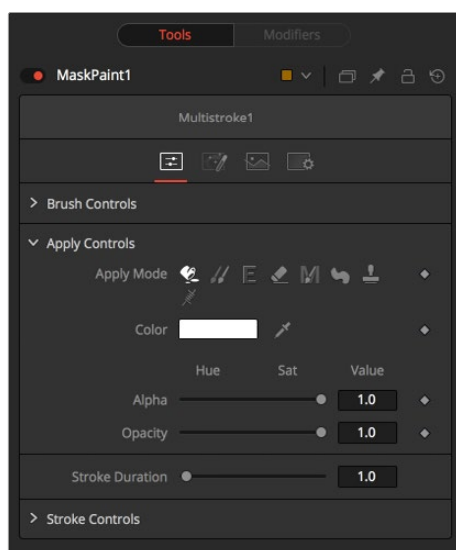 Tools Modifiers
MaskPaint1
Multistroke1
Brush Controls
Apply Controls
Apply Mode
Color
Hue Sat Value
Alpha 1.0
Opacity 1.0
Stroke Duration 1.0
Stroke Controls